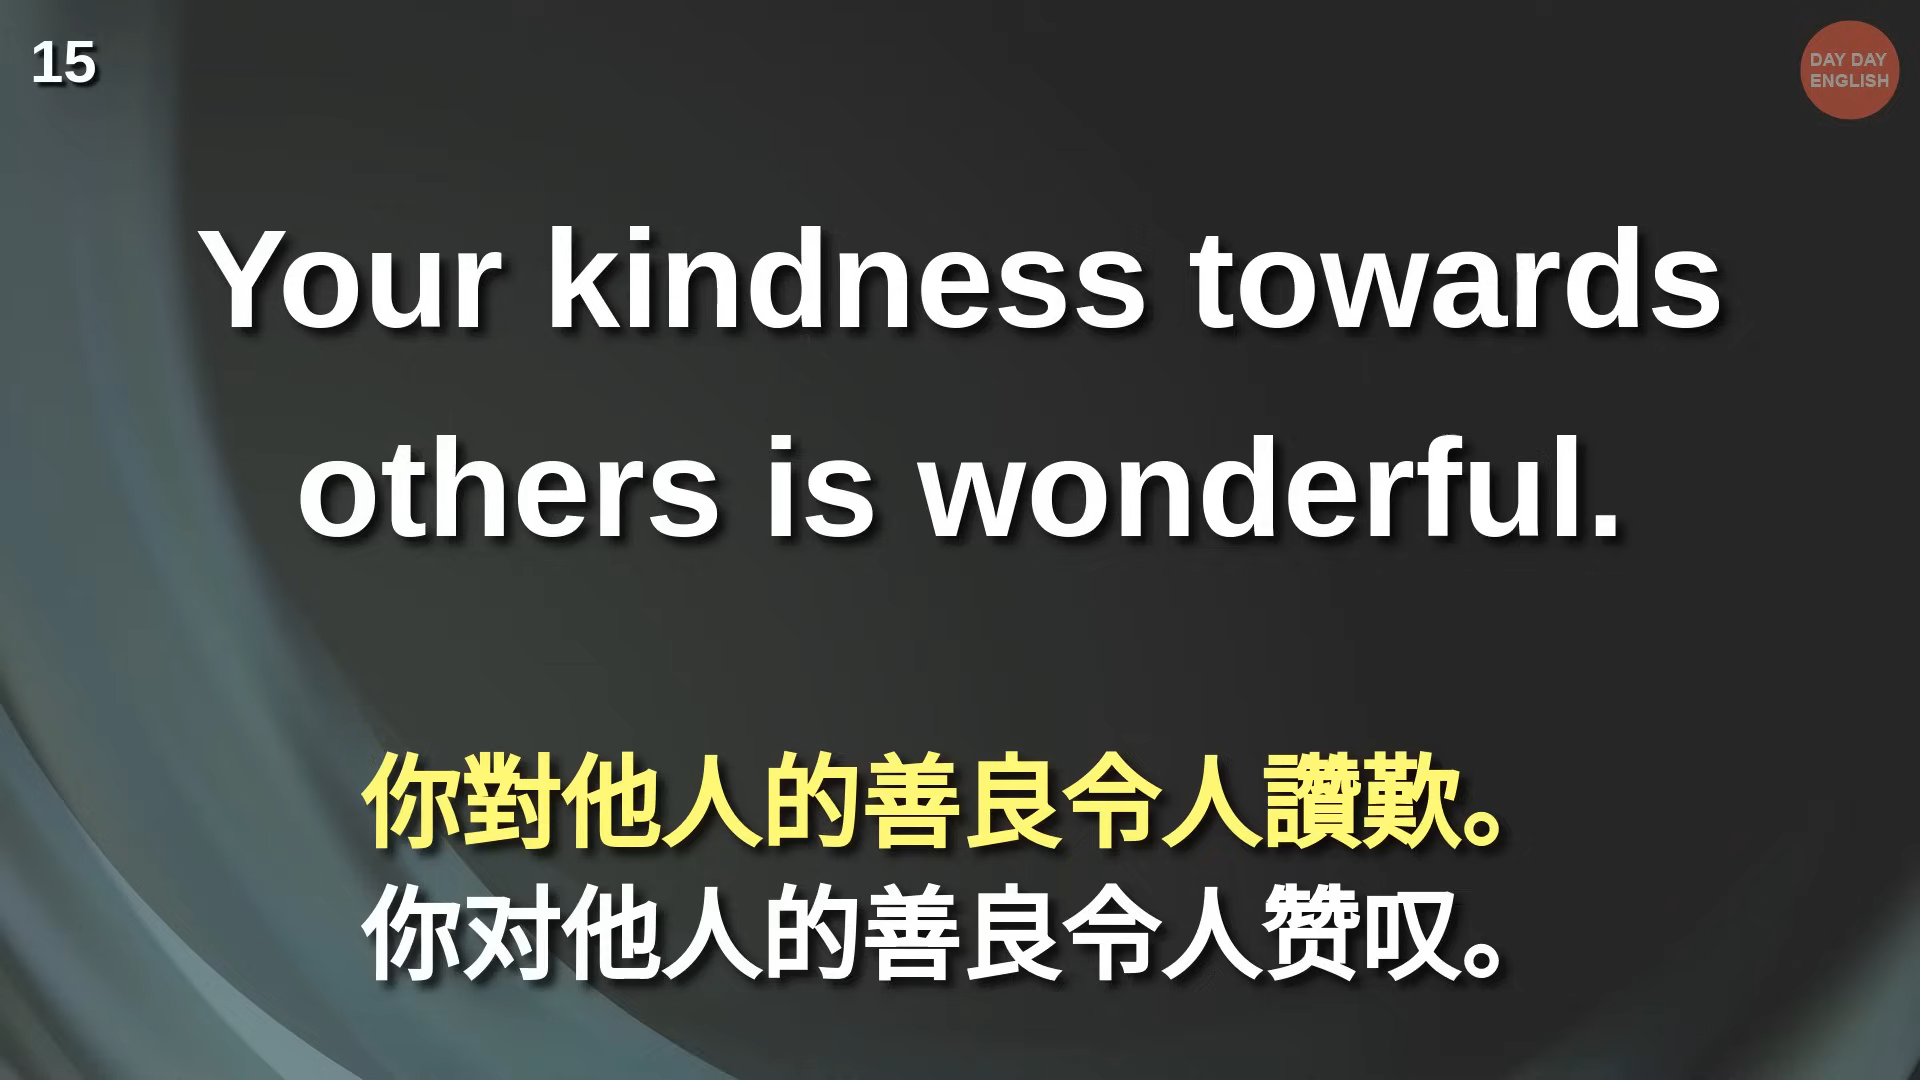 15
DAY DAY
ENGLISH
Your kindness towards
others is wonderful.
你對他人的善良令人讚歎。
你对他人的善良令人赞叹。